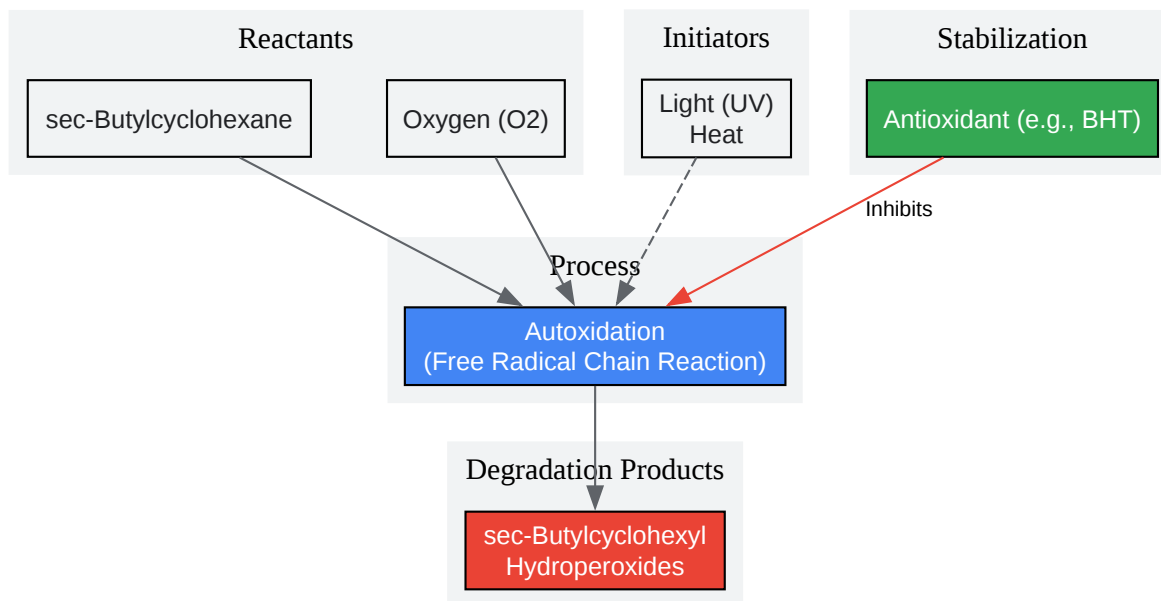 Reactants
Initiators
Stabilization
sec-Butylcyclohexane
Oxygen (O2)
Light (UV)
Heat
Antioxidant (e.g., BHT)
Inhibits
Process
Autoxidation
(Free Radical Chain Reaction)
Degradation Products
sec-Butylcyclohexyl
Hydroperoxides